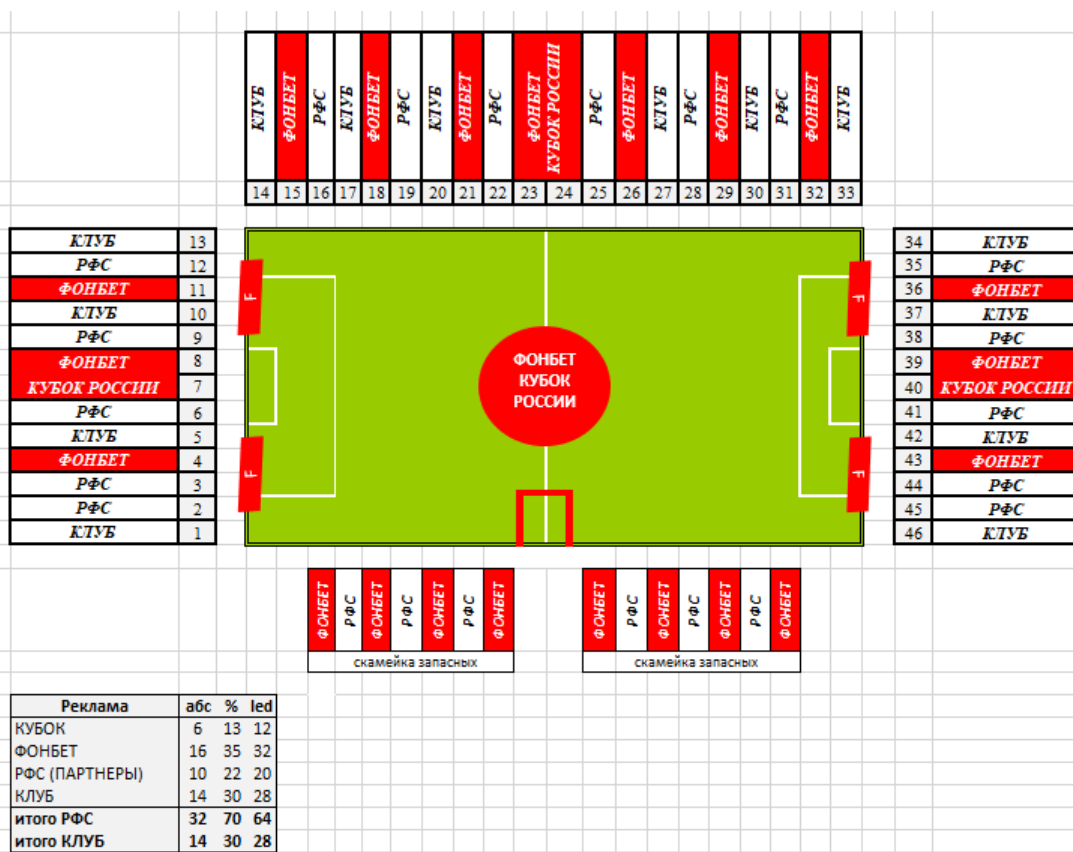 КЛУБ ФОНБЕТ РФС КЛУБ ФОНБЕТ РФС КЛУБ ФОНБЕТ РФС ФОНБЕТ КУБОК РОССИИ РФС ФОНБЕТ КЛУБ РФС ФОНБЕТ КЛУБ РФС ФОНБЕТ КЛУБ
14 15 16 17 18 19 20 21 22 23 24 25 26 27 28 29 30 31 32 33
КЛУБ 13
РФС 12
ФОНБЕТ 11
КЛУБ 10
РФС 9
ФОНБЕТ 8
КУБОК РОССИИ 7
РФС 6
КЛУБ 5
ФОНБЕТ 4
РФС 3
РФС 2
КЛУБ 1
F
F
ФОНБЕТ
КУБОК
РОССИИ
F
F
34 КЛУБ
35 РФС
36 ФОНБЕТ
37 КЛУБ
38 РФС
39 ФОНБЕТ
40 КУБОК РОССИИ
41 РФС
42 КЛУБ
43 ФОНБЕТ
44 РФС
45 РФС
46 КЛУБ
ФОНБЕТ РФС ФОНБЕТ РФС ФОНБЕТ РФС ФОНБЕТ
скамейка запасных
ФОНБЕТ РФС ФОНБЕТ РФС ФОНБЕТ РФС ФОНБЕТ
скамейка запасных
Реклама абс % led
КУБОК 6 13 12
ФОНБЕТ 16 35 32
РФС (ПАРТНЕРЫ) 10 22 20
КЛУБ 14 30 28
итого РФС 32 70 64
итого КЛУБ 14 30 28